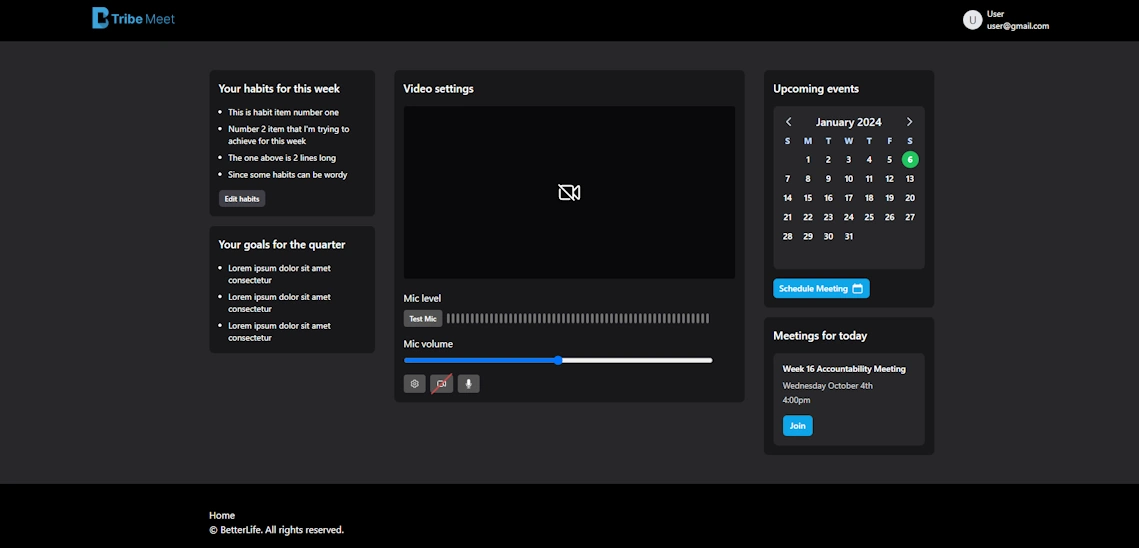 Tribe Meet
U
User
user@gmail.com
Your habits for this week
• This is habit item number one
• Number 2 item that I'm trying to
achieve for this week
• The one above is 2 lines long
• Since some habits can be wordy
Edit habits
Your goals for the quarter
• Lorem ipsum dolor sit amet
consectetur
• Lorem ipsum dolor sit amet
consectetur
• Lorem ipsum dolor sit amet
consectetur
Video settings
Mic level
Test Mic
Mic volume
Upcoming events
January 2024
S M T W T F S
1 2 3 4 5 6
7 8 9 10 11 12 13
14 15 16 17 18 19 20
21 22 23 24 25 26 27
28 29 30 31
Schedule Meeting
Meetings for today
Week 16 Accountability Meeting
Wednesday October 4th
4:00pm
Join
Home
© BetterLife. All rights reserved.